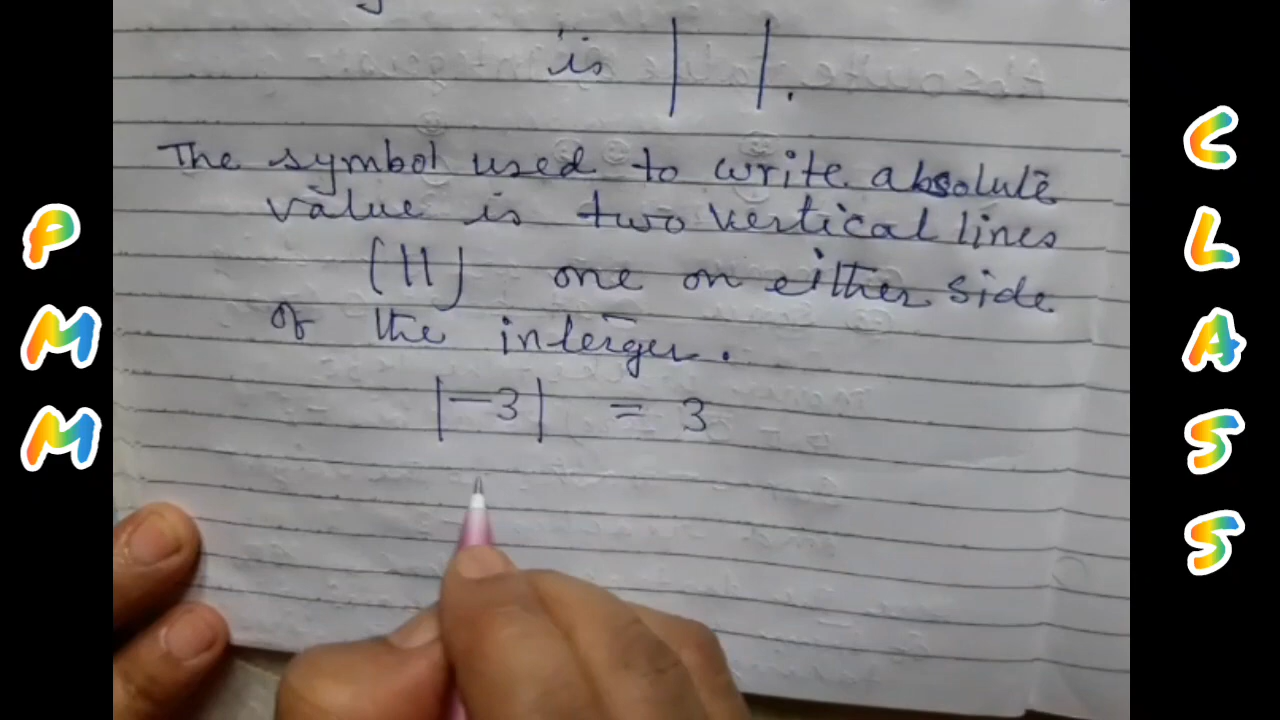 is | |.
The symbol used to write absolute
value is two vertical lines
(||) one on either side
of the interger.
|-3| = 3
PMM
CLASS